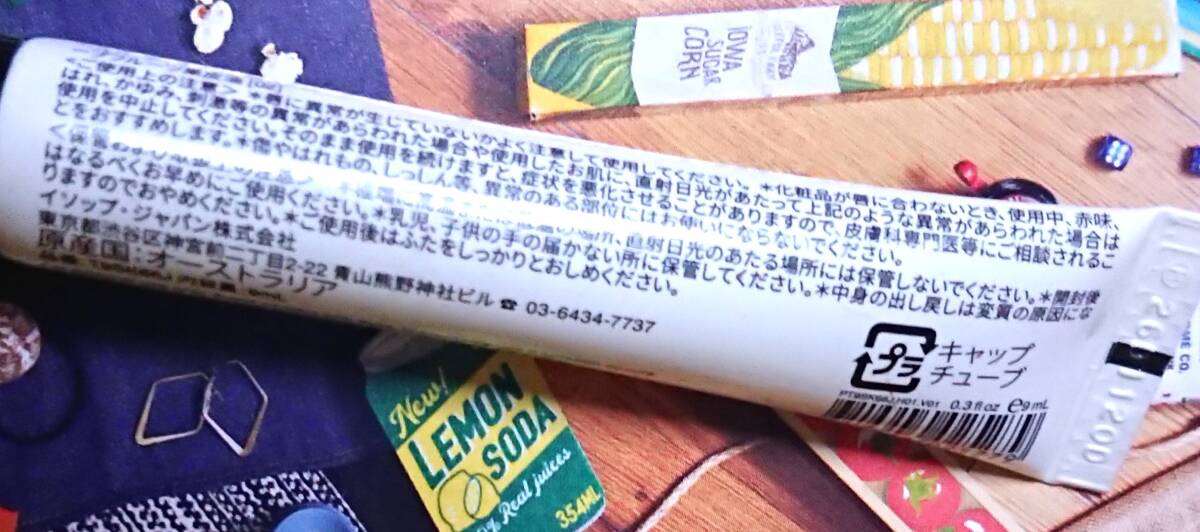 IOWA
SUGAR
CORN
<ご使用上の注意>＊唇に異常が生じていないかよく注意して使用してください。＊化粧品が唇に合わないとき、使用中、赤味、
はれ、かゆみ、刺激等の異常があらわれた場合や使用したお肌に、直射日光があたって上記のような異常があらわれた場合は
使用を中止してください。そのまま使用を続けますと、症状を悪化させることがありますので、皮膚科専門医等にご相談されるこ
とをおすすめします。＊傷やはれもの、しっしん等、異常のある部位にはお使いにならないでください。
の場所、直射日光のあたる場所には保管しないでください。＊開封後
はなるべくお早めにご使用ください。＊乳児、子供の手の届かない所に保管してください。＊中身の出し戻しは変質の原因にな
りますのでおやめください。＊ご使用後はふたをしっかりとおしめください。
イソップ・ジャパン株式会社
東京都渋谷区神宮前二丁目2-22 青山熊野神社ビル ☎ 03-6434-7737
原産国：オーストラリア
プラ
キャップ
チューブ
0.3 fl oz ℮9 mL
New!
LEMON
SODA
Real juices
354ML